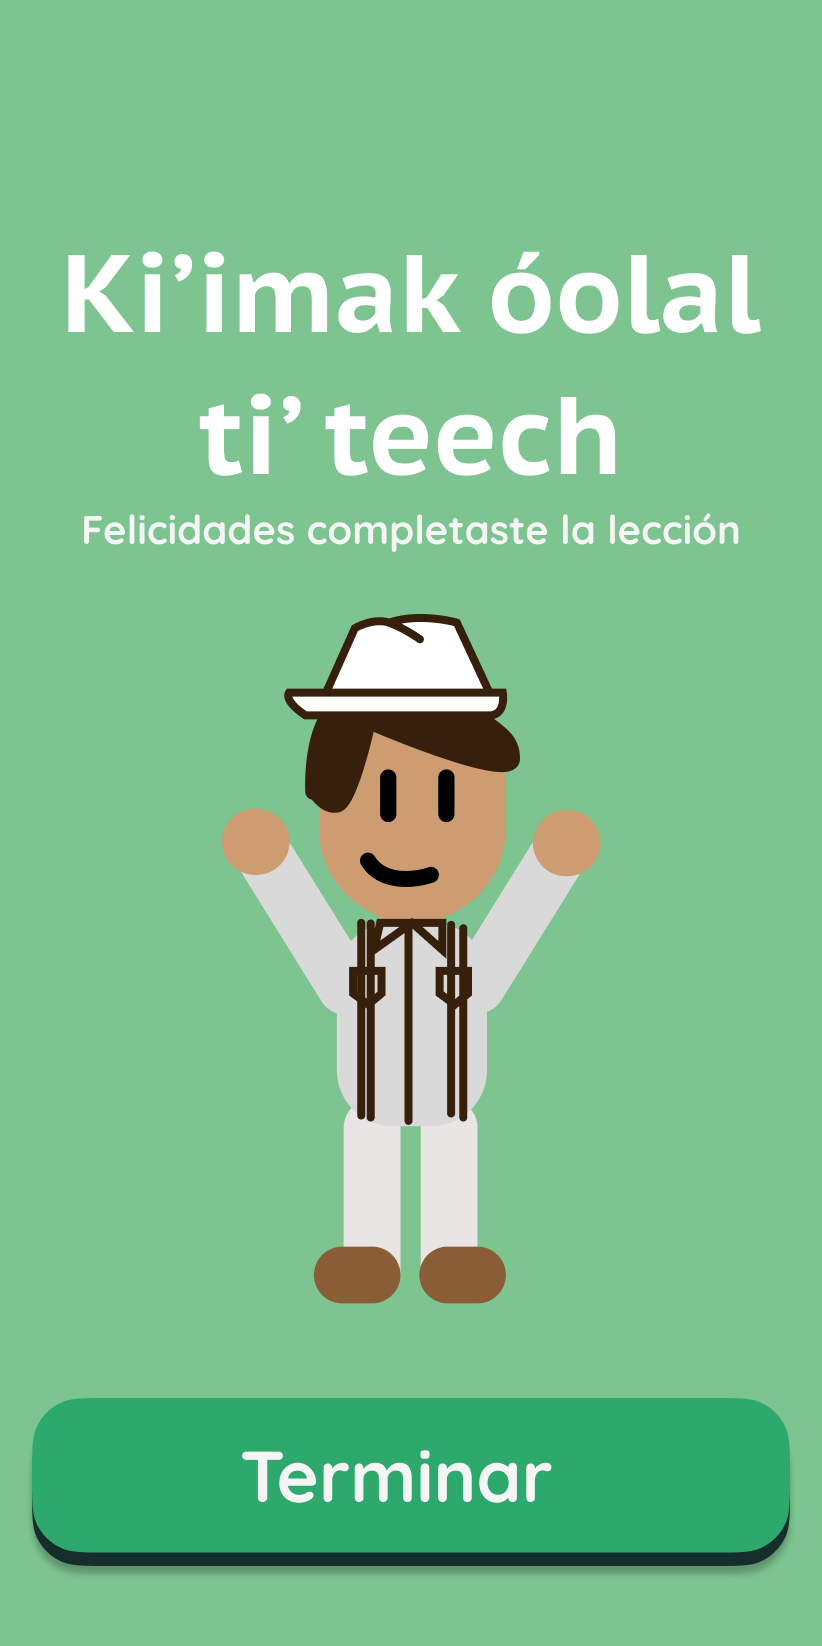 Ki’imak óolal
ti’ teech
Felicidades completaste la lección
Terminar